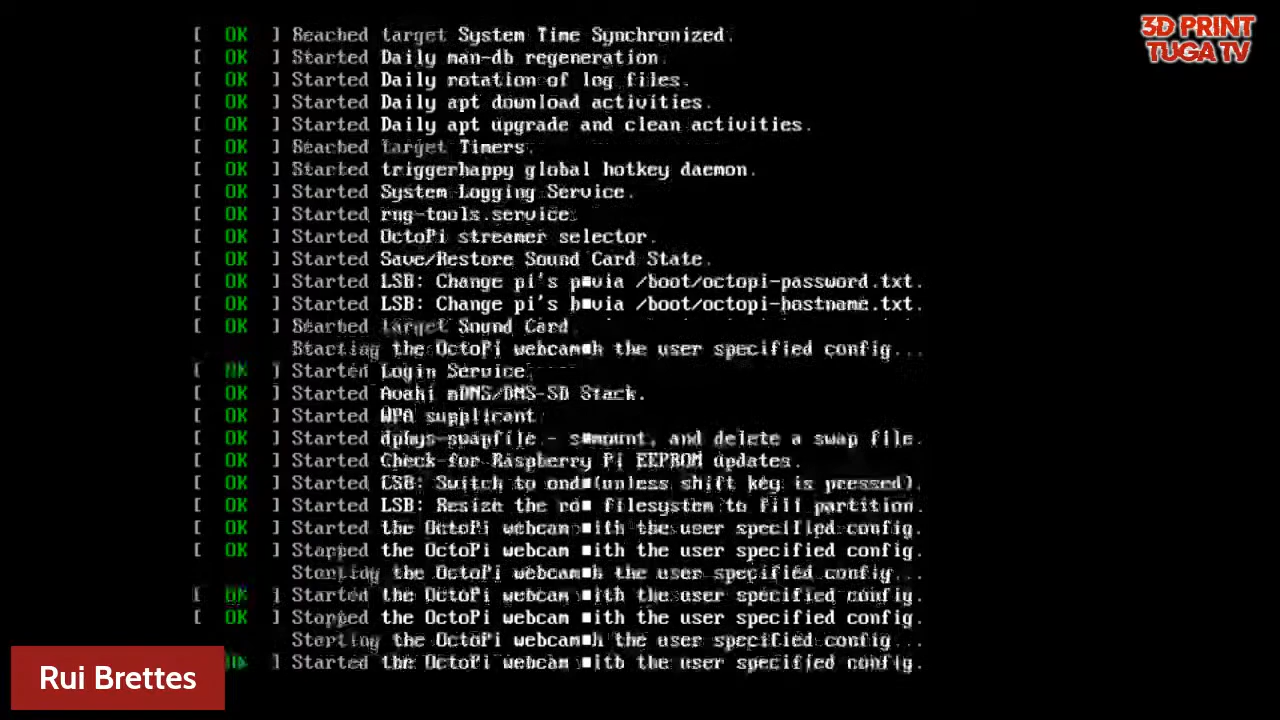 3D PRINT
TUGA TV
[ OK ] Reached target System Time Synchronized.
[ OK ] Started Daily man-db regeneration.
[ OK ] Started Daily rotation of log files.
[ OK ] Started Daily apt download activities.
[ OK ] Started Daily apt upgrade and clean activities.
[ OK ] Reached target Timers.
[ OK ] Started triggerhappy global hotkey daemon.
[ OK ] Started System Logging Service.
[ OK ] Started rng-tools.service.
[ OK ] Started OctoPi streamer selector.
[ OK ] Started Save/Restore Sound Card State.
[ OK ] Started LSB: Change pi's p■via /boot/octopi-password.txt.
[ OK ] Started LSB: Change pi's h■via /boot/octopi-hostname.txt.
[ OK ] Reached target Sound Card.
Starting the OctoPi webcam■h the user specified config...
[ OK ] Started Login Service.
[ OK ] Started Avahi mDNS/DNS-SD Stack.
[ OK ] Started WPA supplicant.
[ OK ] Started dphys-swapfile - s■mount, and delete a swap file.
[ OK ] Started Check for Raspberry Pi EEPROM updates.
[ OK ] Started LSB: Switch to ond■(unless shift key is pressed).
[ OK ] Started LSB: Resize the ro■ filesystem to fill partition.
[ OK ] Started the OctoPi webcam ■ith the user specified config.
[ OK ] Stopped the OctoPi webcam ■ith the user specified config.
Starting the OctoPi webcam■h the user specified config...
[ OK ] Started the OctoPi webcam ■ith the user specified config.
[ OK ] Stopped the OctoPi webcam ■ith the user specified config.
Starting the OctoPi webcam■h the user specified config...
[ OK ] Started the OctoPi webcam ■ith the user specified config.
Rui Brettes